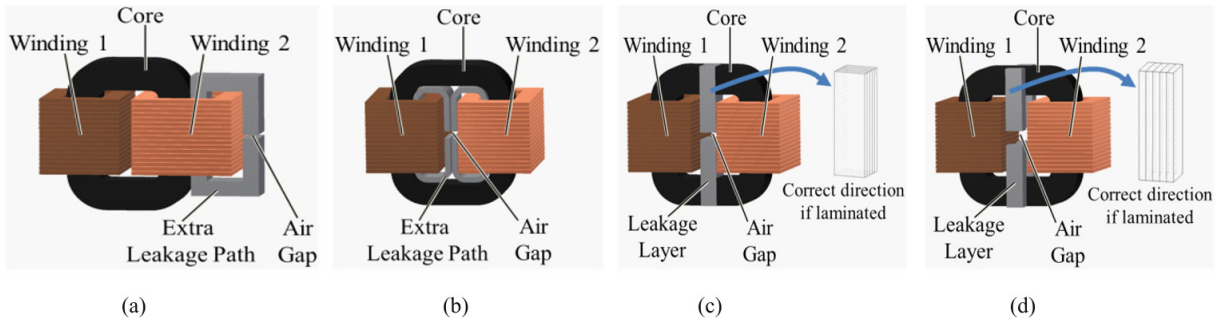 Core
Winding 1
Winding 2
Extra
Leakage Path
Air
Gap
(a)
Core
Winding 1
Winding 2
Extra
Leakage Path
Air
Gap
(b)
Core
Winding 1
Winding 2
Correct direction
if laminated
Leakage
Layer
Air
Gap
(c)
Core
Winding 1
Winding 2
Correct direction
if laminated
Leakage
Layer
Air
Gap
(d)